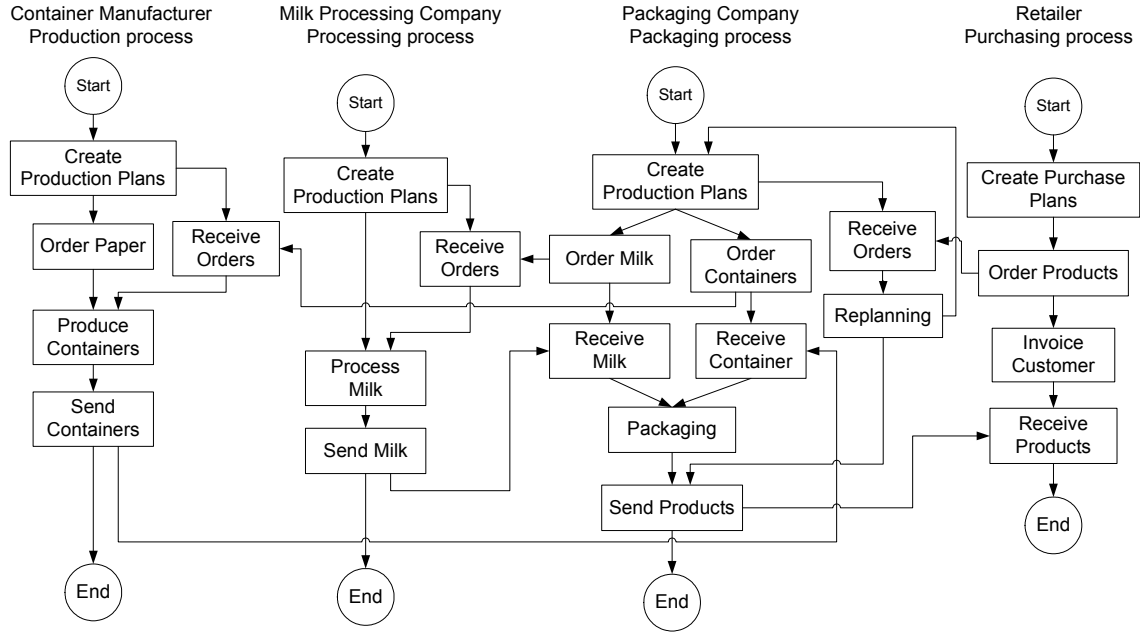 Container Manufacturer
Production process
Start
Create
Production Plans
Order Paper
Receive
Orders
Produce
Containers
Send
Containers
End
Milk Processing Company
Processing process
Start
Create
Production Plans
Receive
Orders
Process
Milk
Send Milk
End
Packaging Company
Packaging process
Start
Create
Production Plans
Order Milk
Order
Containers
Receive
Orders
Replanning
Receive
Milk
Receive
Container
Packaging
Send Products
End
Retailer
Purchasing process
Start
Create Purchase
Plans
Order Products
Invoice
Customer
Receive
Products
End